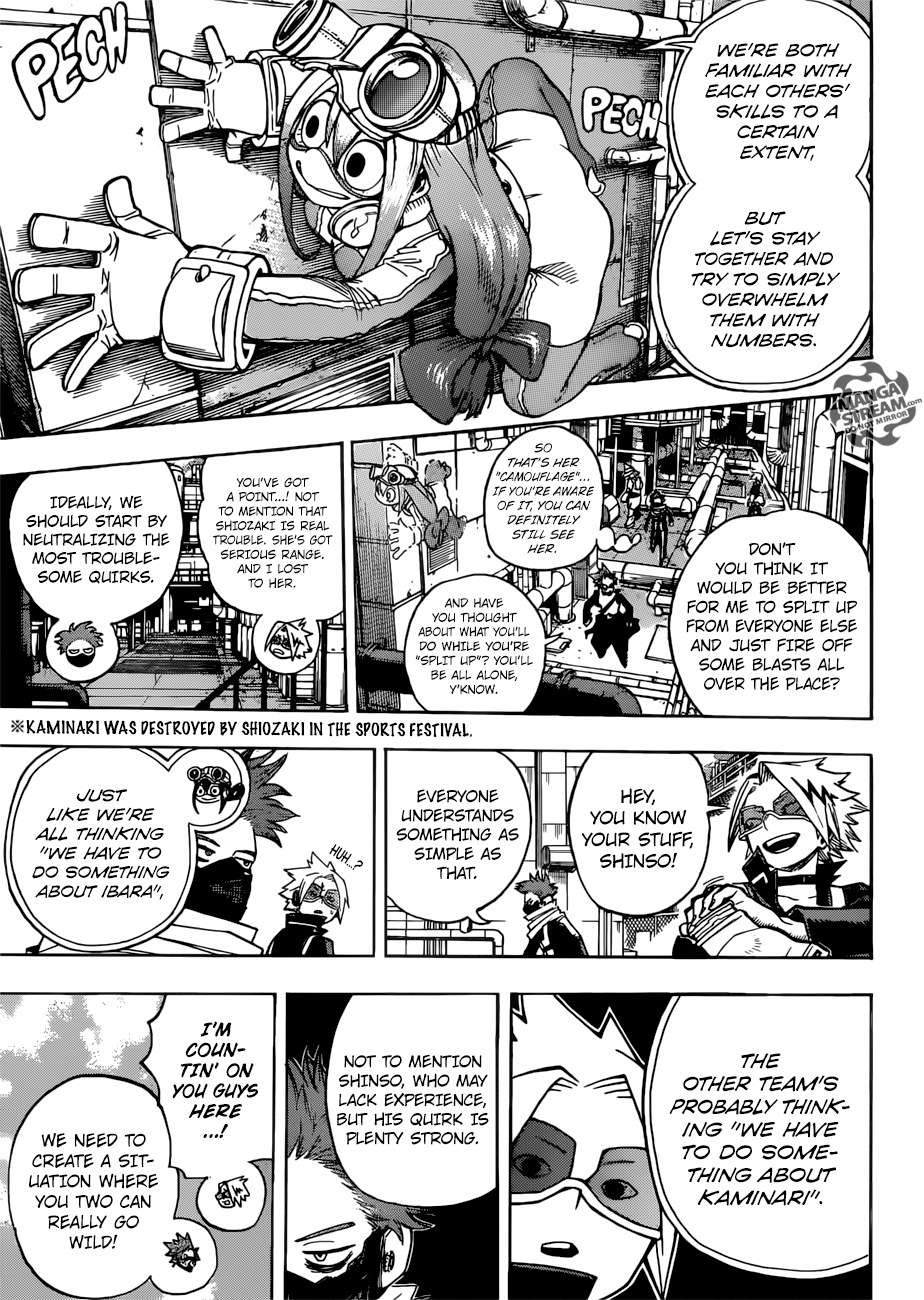 PECH
PECH
WE'RE BOTH
FAMILIAR WITH
EACH OTHERS'
SKILLS TO A
CERTAIN
EXTENT,
BUT
LET'S STAY
TOGETHER AND
TRY TO SIMPLY
OVERWHELM
THEM WITH
NUMBERS.
MANGA
STREAM.com
DO NOT MIRROR
DON'T
YOU THINK IT
WOULD BE BETTER
FOR ME TO SPLIT UP
FROM EVERYONE ELSE
AND JUST FIRE OFF
SOME BLASTS ALL
OVER THE PLACE?
SO
THAT'S HER
"CAMOUFLAGE"...
IF YOU'RE AWARE
OF IT, YOU CAN
DEFINITELY
STILL SEE
HER.
AND HAVE
YOU THOUGHT
ABOUT WHAT YOU'LL
DO WHILE YOU'RE
"SPLIT UP"? YOU'LL
BE ALL ALONE,
Y'KNOW.
YOU'VE GOT
A POINT...! NOT
TO MENTION THAT
SHIOZAKI IS REAL
TROUBLE. SHE'S GOT
SERIOUS RANGE.
AND I LOST
TO HER.
IDEALLY, WE
SHOULD START BY
NEUTRALIZING THE
MOST TROUBLE-
SOME QUIRKS.
※KAMINARI WAS DESTROYED BY SHIOZAKI IN THE SPORTS FESTIVAL.
HEY,
YOU KNOW
YOUR STUFF,
SHINSO!
EVERYONE
UNDERSTANDS
SOMETHING AS
SIMPLE AS
THAT.
JUST
LIKE WE'RE
ALL THINKING
"WE HAVE TO
DO SOMETHING
ABOUT IBARA",
HUH..?
THE
OTHER TEAM'S
PROBABLY THINK-
ING "WE HAVE
TO DO SOME-
THING ABOUT
KAMINARI".
NOT TO MENTION
SHINSO, WHO MAY
LACK EXPERIENCE,
BUT HIS QUIRK IS
PLENTY STRONG.
I'M
COUN-
TIN' ON
YOU GUYS
HERE
...!
WE NEED TO
CREATE A SIT-
UATION WHERE
YOU TWO CAN
REALLY GO
WILD!